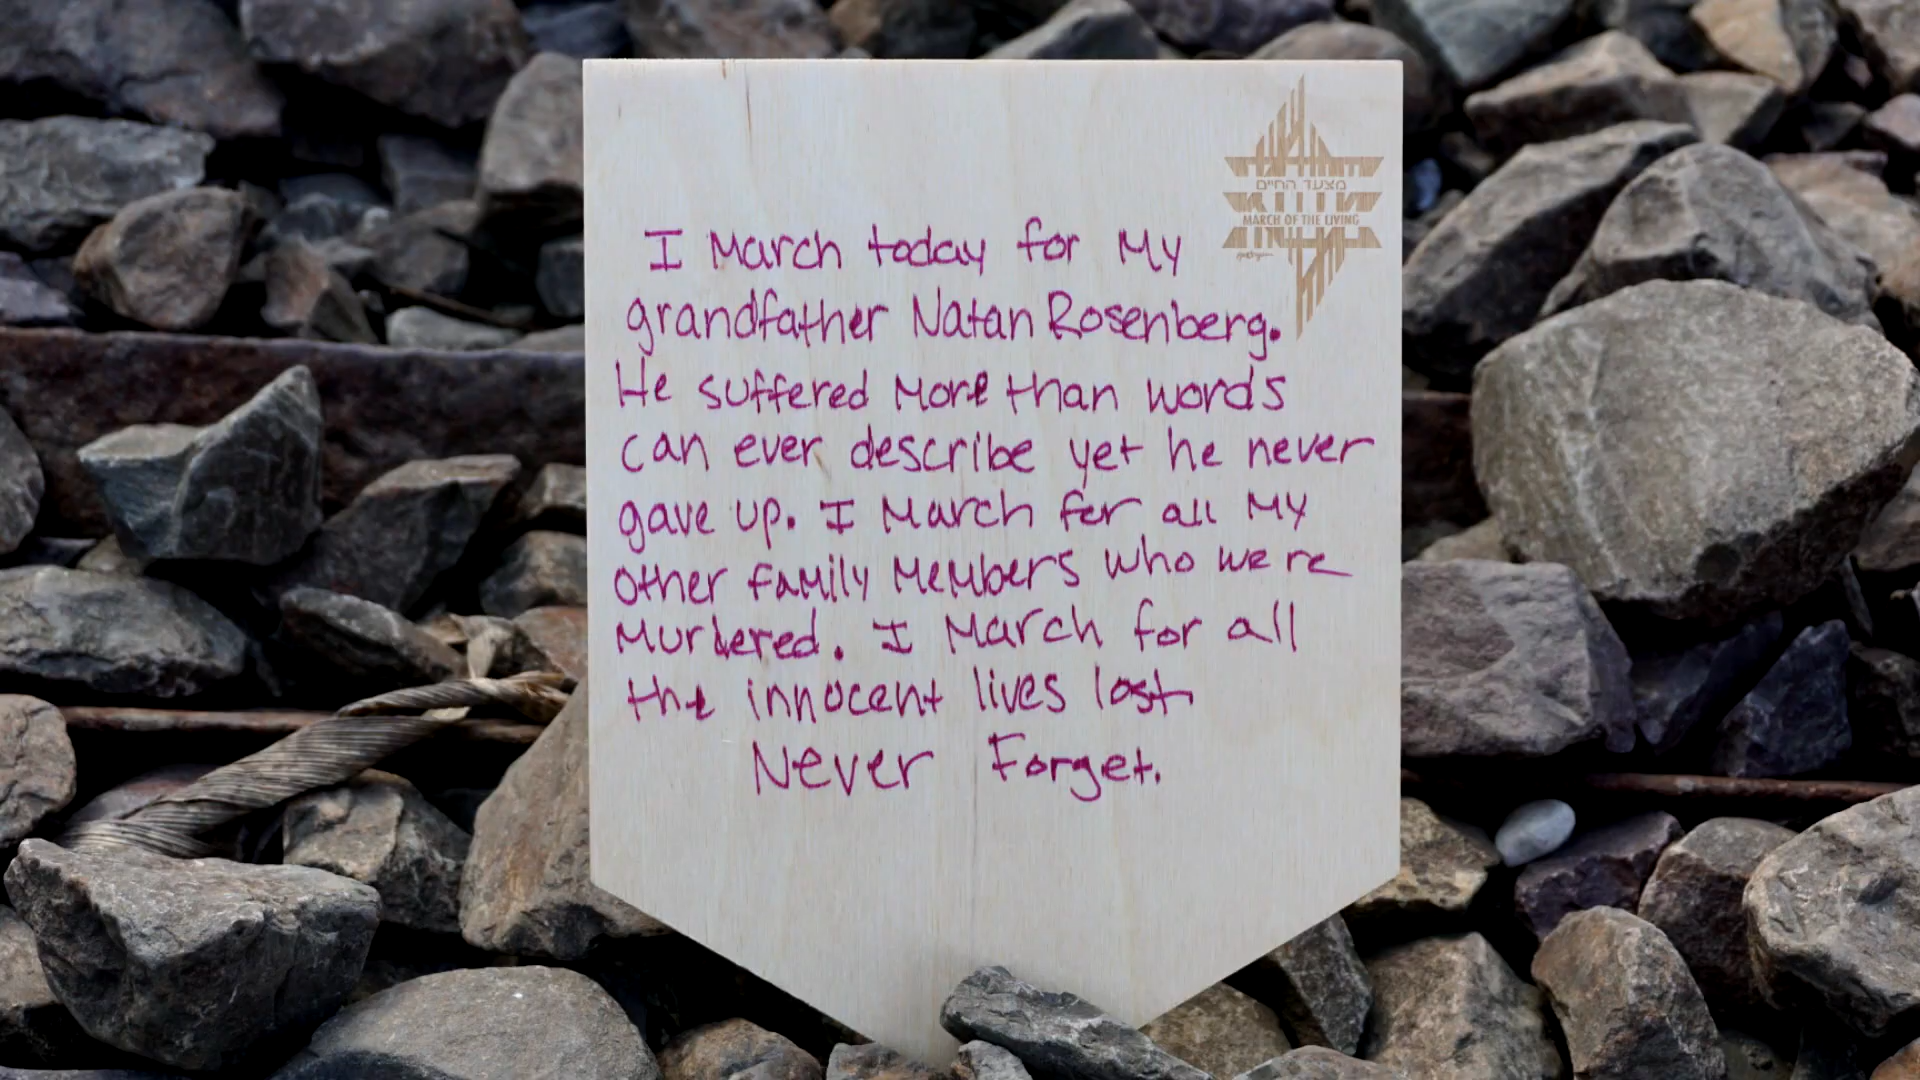 מצעד החיים
MARCH OF THE LIVING
I March today for My
grandfather Natan Rosenberg.
He suffered More than words
can ever describe yet he never
gave up. I March for all My
other family Members who were
Murdered. I March for all
the innocent lives lost
Never Forget.